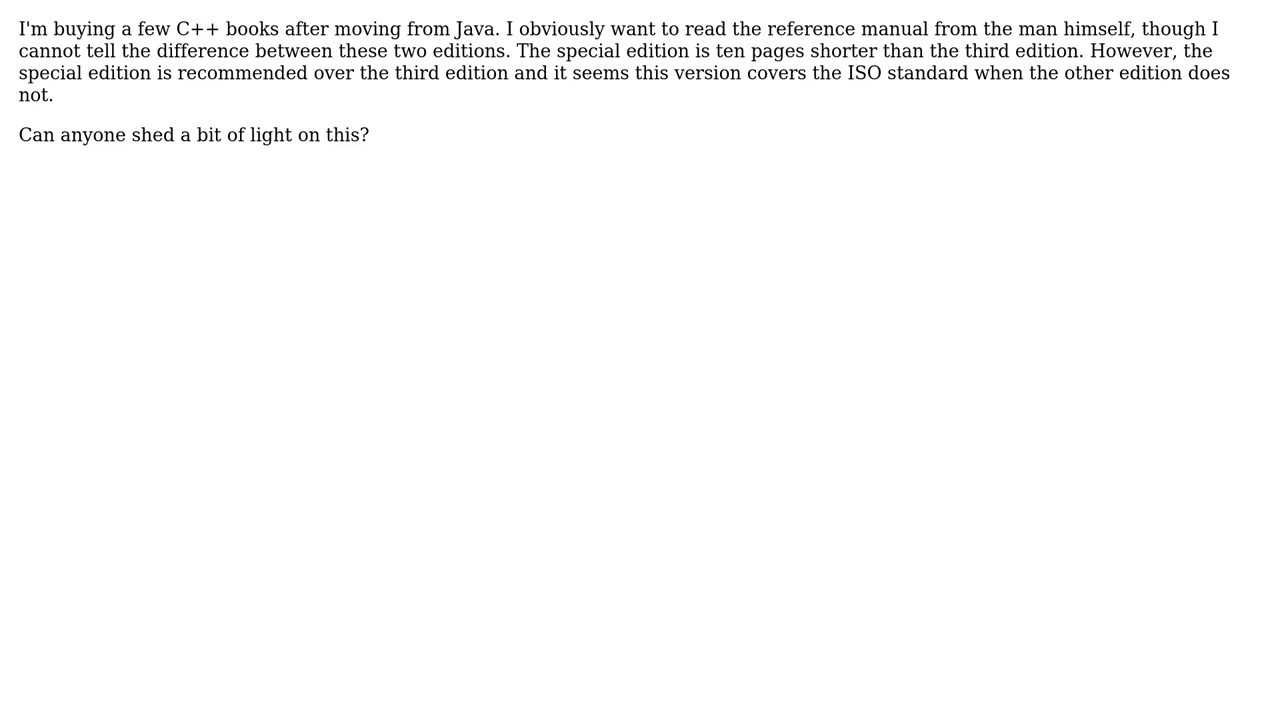 I'm buying a few C++ books after moving from Java. I obviously want to read the reference manual from the man himself, though I
cannot tell the difference between these two editions. The special edition is ten pages shorter than the third edition. However, the
special edition is recommended over the third edition and it seems this version covers the ISO standard when the other edition does
not.
Can anyone shed a bit of light on this?